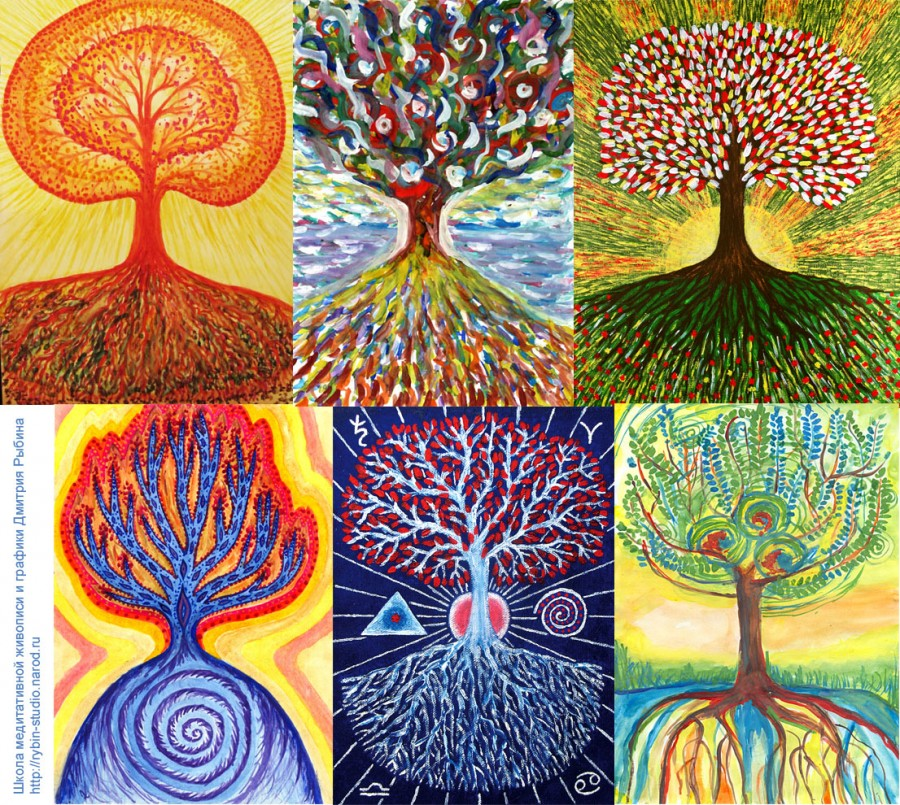 Школа медитативной живописи и графики Дмитрия Рыбина
http://rybin-studio.narod.ru